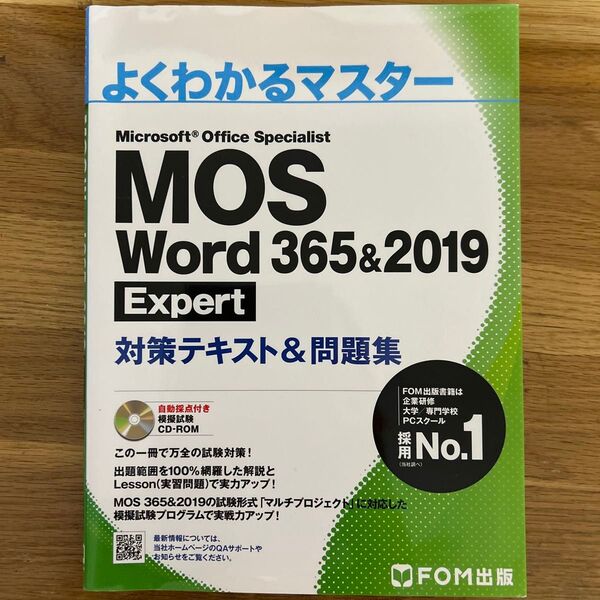 よくわかるマスター
Microsoft® Office Specialist
MOS
Word 365&2019
Expert
対策テキスト&問題集
自動採点付き
模擬試験
CD-ROM
FOM出版書籍は
企業研修
大学/専門学校
PCスクール
採用No.1
(当社調べ)
この一冊で万全の試験対策!
出題範囲を100%網羅した解説と
Lesson(実習問題)で実力アップ!
MOS 365&2019の試験形式「マルチプロジェクト」に対応した
模擬試験プログラムで実戦力アップ!
最新情報については、
当社ホームページのQAサポートや
お知らせをご覧ください。
FOM出版